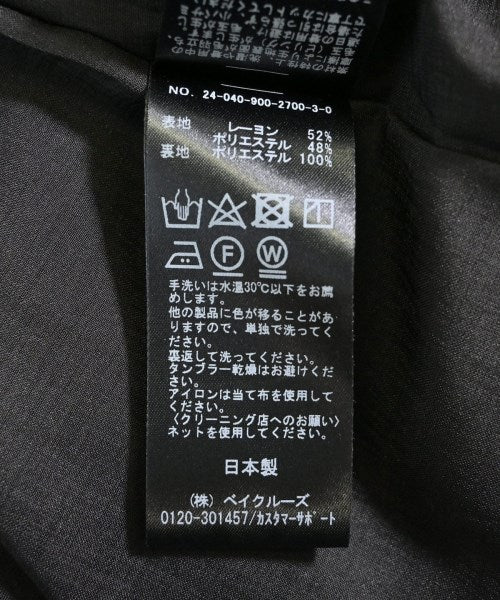 NO. 24-040-900-2700-3-0
表地 レーヨン 52%
ポリエステル 48%
裏地 ポリエステル 100%
F W
手洗いは水温30℃以下をお薦
めします。
他の製品に色が移ることがあ
りますので、単独で洗ってく
ださい。
裏返して洗ってください。
タンブラー乾燥はお避けくだ
さい。
アイロンは当て布を使用して
ください。
〈クリーニング店へのお願い〉
ネットを使用してください。
日本製
(株) ベイクルーズ
0120-301457/カスタマーサポート